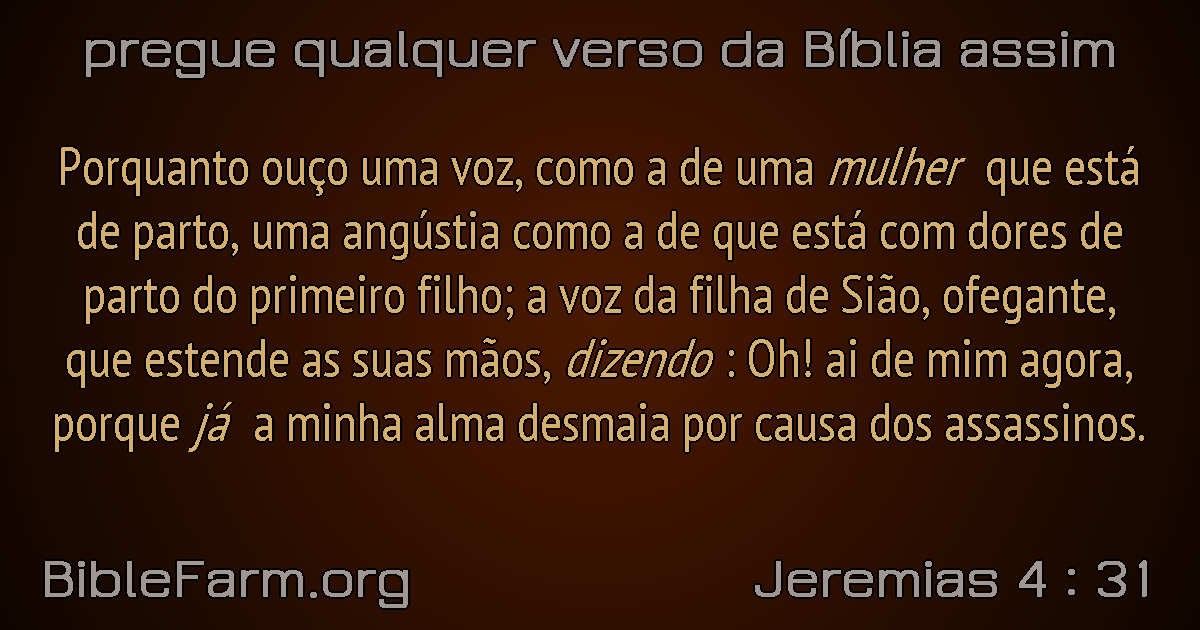 pregue qualquer verso da Bíblia assim
Porquanto ouço uma voz, como a de uma mulher que está
de parto, uma angústia como a de que está com dores de
parto do primeiro filho; a voz da filha de Sião, ofegante,
que estende as suas mãos, dizendo : Oh! ai de mim agora,
porque já a minha alma desmaia por causa dos assassinos.
BibleFarm.org
Jeremias 4 : 31